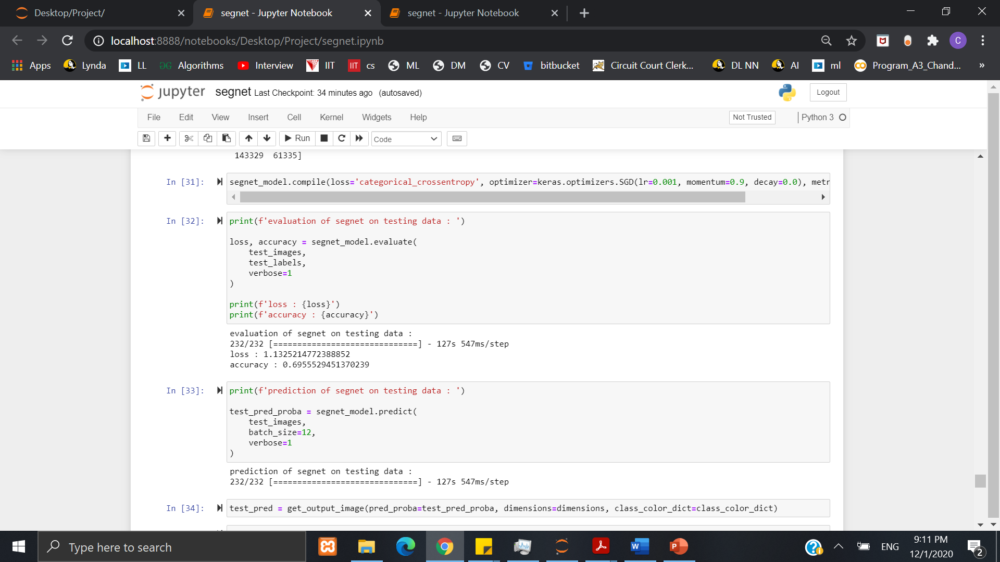 Desktop/Project/
segnet - Jupyter Notebook
segnet - Jupyter Notebook
localhost:8888/notebooks/Desktop/Project/segnet.ipynb
C
Apps Lynda LL Algorithms Interview IIT IIT cs ML DM CV bitbucket Circuit Court Clerk... DL NN AI ml Program_A3_Chand... »
jupyter segnet Last Checkpoint: 34 minutes ago (autosaved)
Logout
File Edit View Insert Cell Kernel Widgets Help
Not Trusted
Python 3
Run
Code
143329  61335]
In [31]: segnet_model.compile(loss='categorical_crossentropy', optimizer=keras.optimizers.SGD(lr=0.001, momentum=0.9, decay=0.0), metr
In [32]: print(f'evaluation of segnet on testing data : ')
loss, accuracy = segnet_model.evaluate(
    test_images,
    test_labels,
    verbose=1
)
print(f'loss : {loss}')
print(f'accuracy : {accuracy}')
evaluation of segnet on testing data :
232/232 [==============================] - 127s 547ms/step
loss : 1.1325214772388852
accuracy : 0.6955529451370239
In [33]: print(f'prediction of segnet on testing data : ')
test_pred_proba = segnet_model.predict(
    test_images,
    batch_size=12,
    verbose=1
)
prediction of segnet on testing data :
232/232 [==============================] - 127s 547ms/step
In [34]: test_pred = get_output_image(pred_proba=test_pred_proba, dimensions=dimensions, class_color_dict=class_color_dict)
Type here to search
ENG
9:11 PM
12/1/2020
2